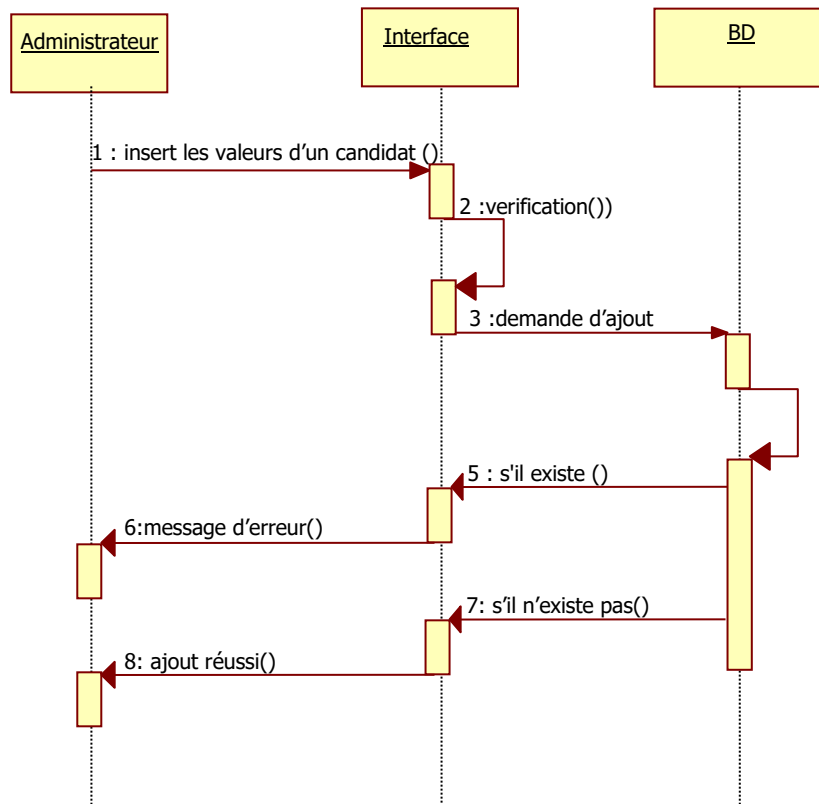 Administrateur
Interface
BD
1 : insert les valeurs d’un candidat ()
2 :verification())
3 :demande d’ajout
5 : s'il existe ()
6:message d’erreur()
7: s’il n’existe pas()
8: ajout réussi()